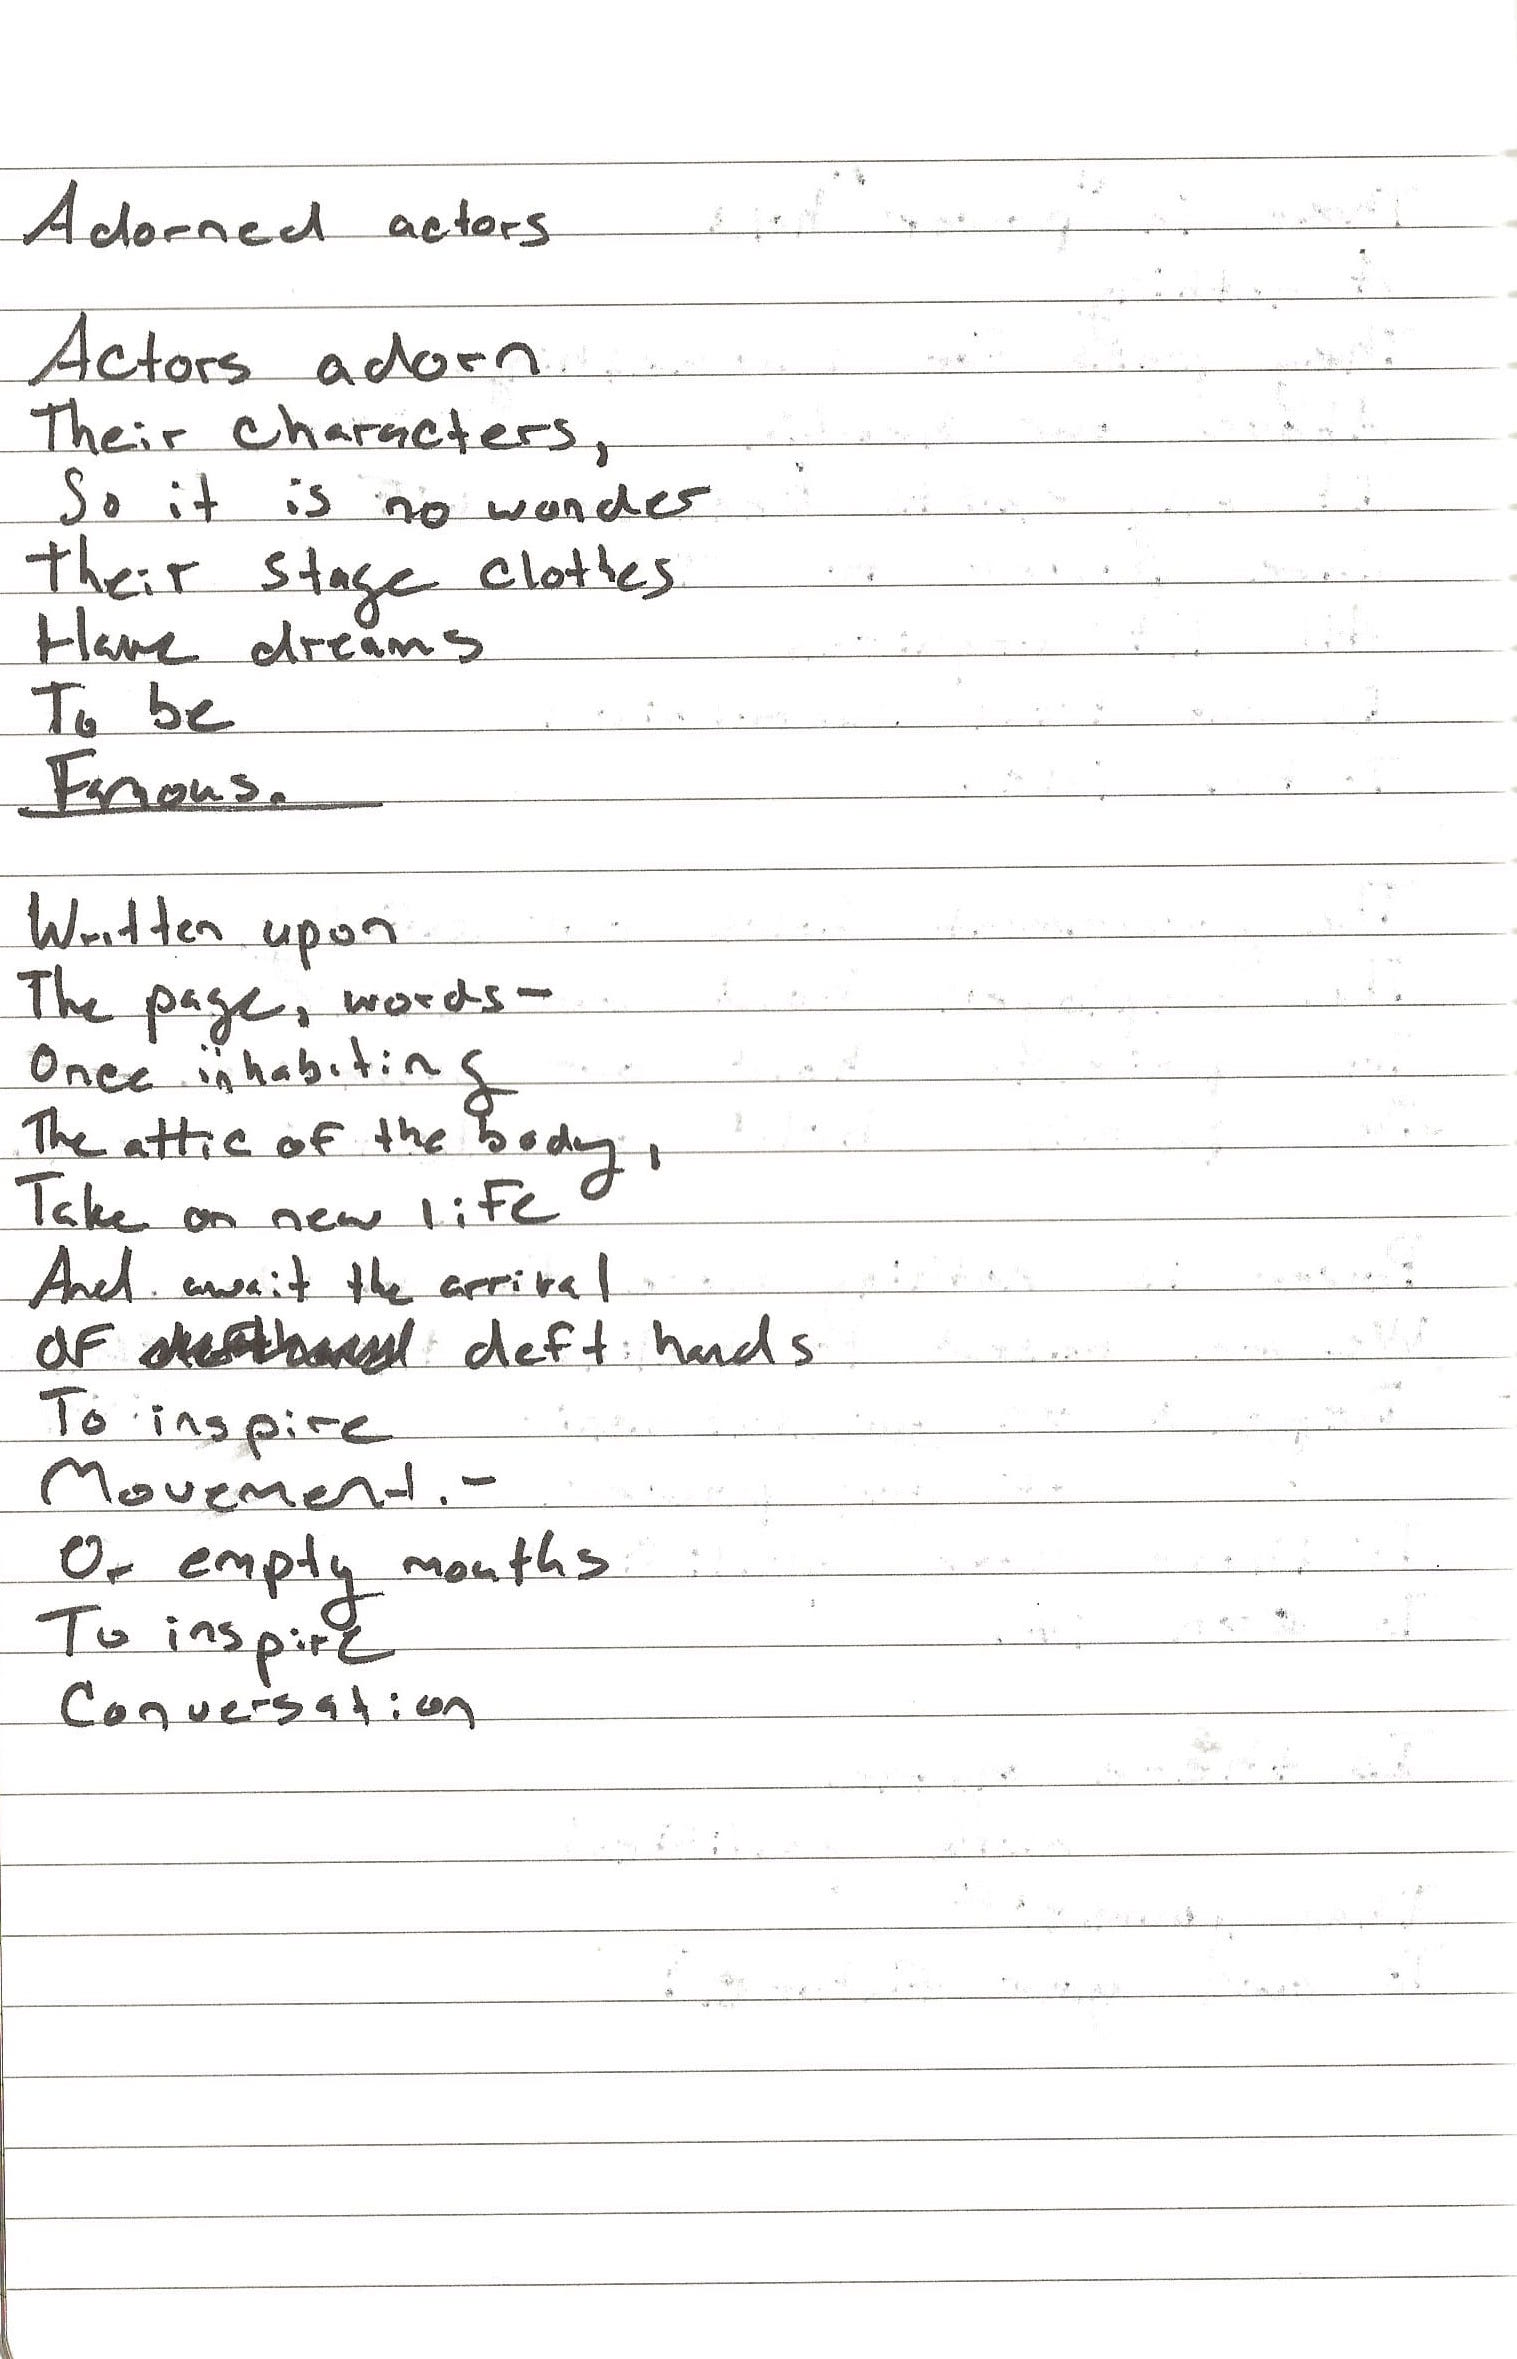 Adorned actors
Actors adorn
Their characters,
So it is no wonder
Their stage clothes
Have dreams
To be
Famous.
Written upon
The page, words-
Once inhabiting
The attic of the body,
Take on new life
And await the arrival
Of deft hands
To inspire
Movement.-
Or empty mouths
To inspire
Conversation